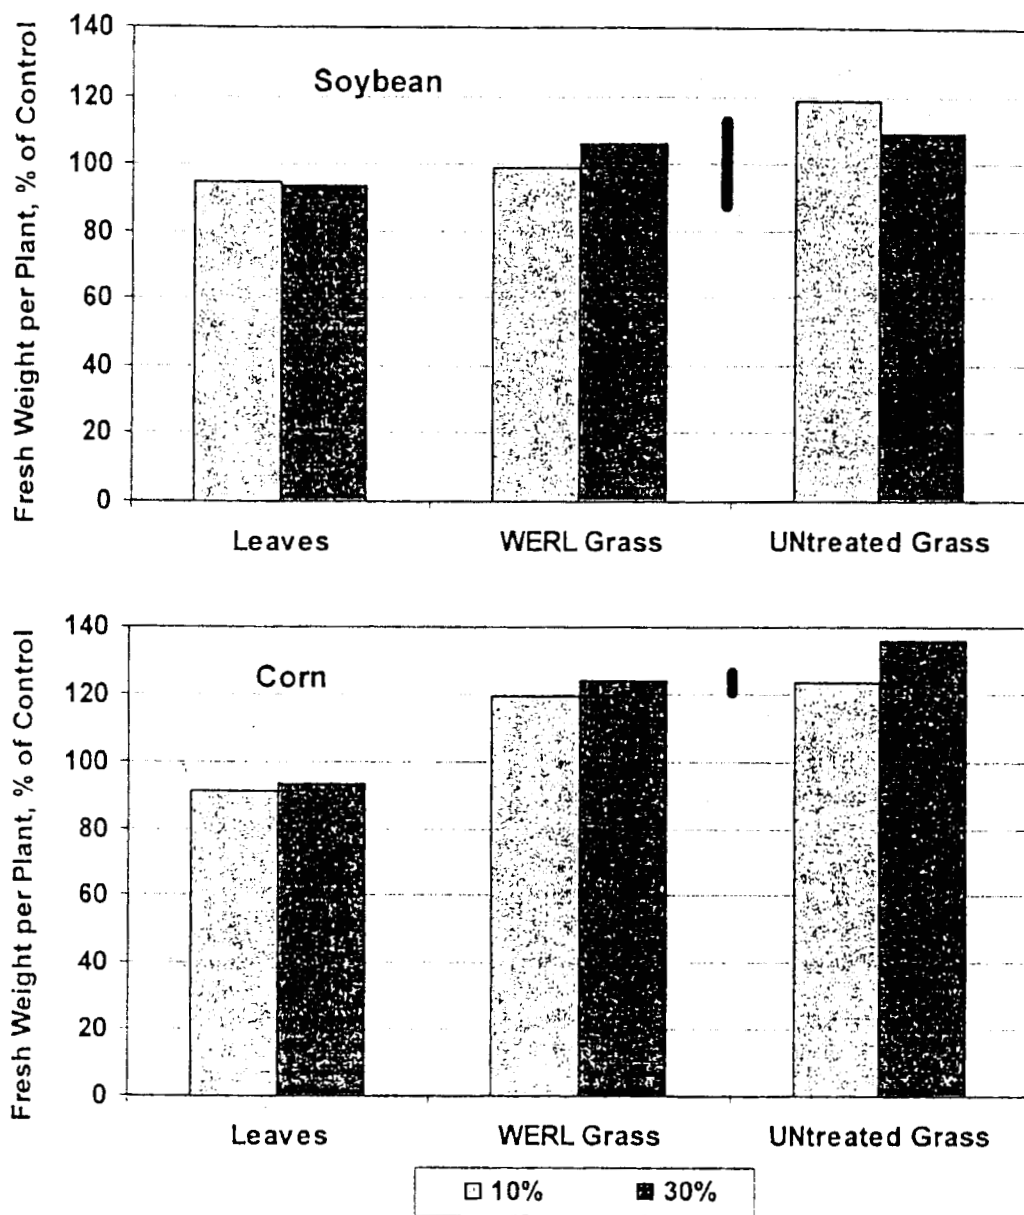 Fresh Weight per Plant, % of Control
140
120
100
80
60
40
20
0
Soybean
Leaves
WERL Grass
UNtreated Grass
Fresh Weight per Plant, % of Control
140
120
100
80
60
40
20
0
Corn
Leaves
WERL Grass
UNtreated Grass
10%
30%